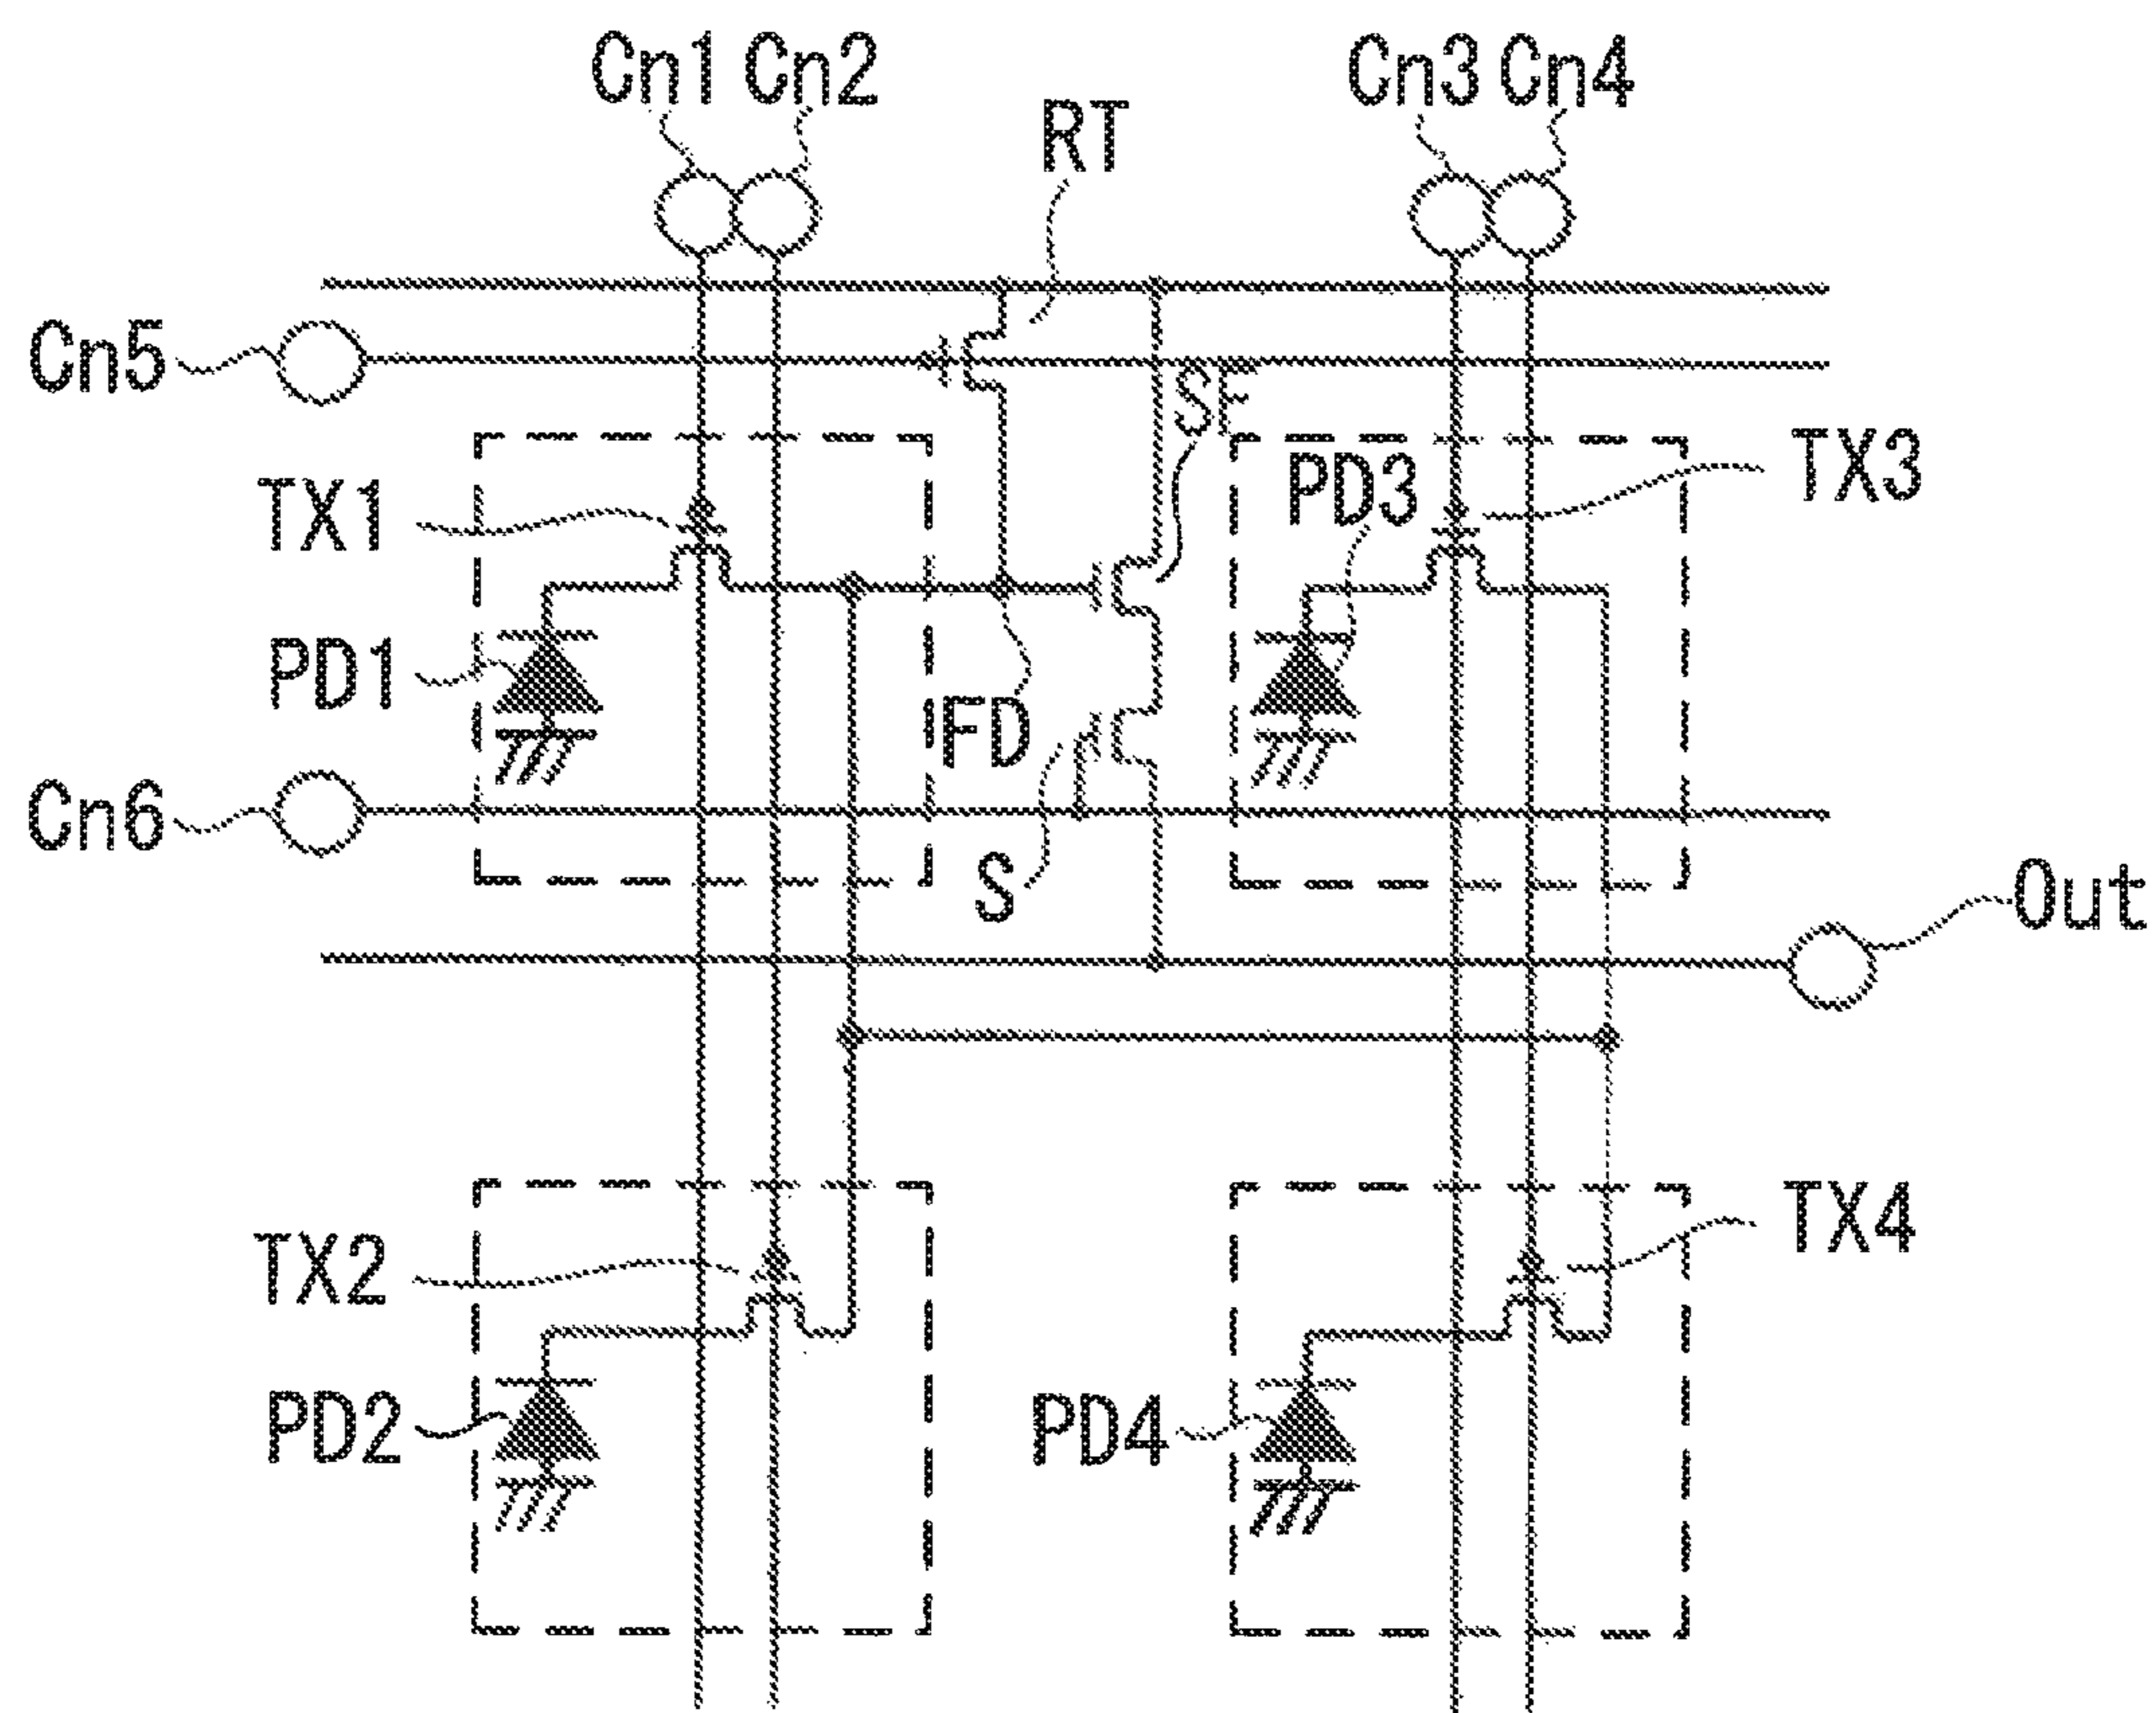 Cn1 Cn2
Cn3 Cn4
RT
Cn5
SF
TX1
PD3
TX3
PD1
FD
Cn6
S
Out
TX2
TX4
PD2
PD4